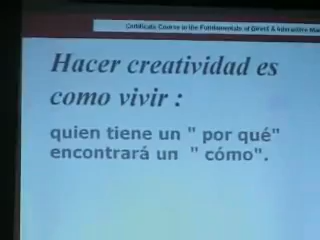 Certificate Course in the Fundamentals of Direct & Interactive
Hacer creatividad es
como vivir :
quien tiene un " por qué"
encontrará un " cómo".